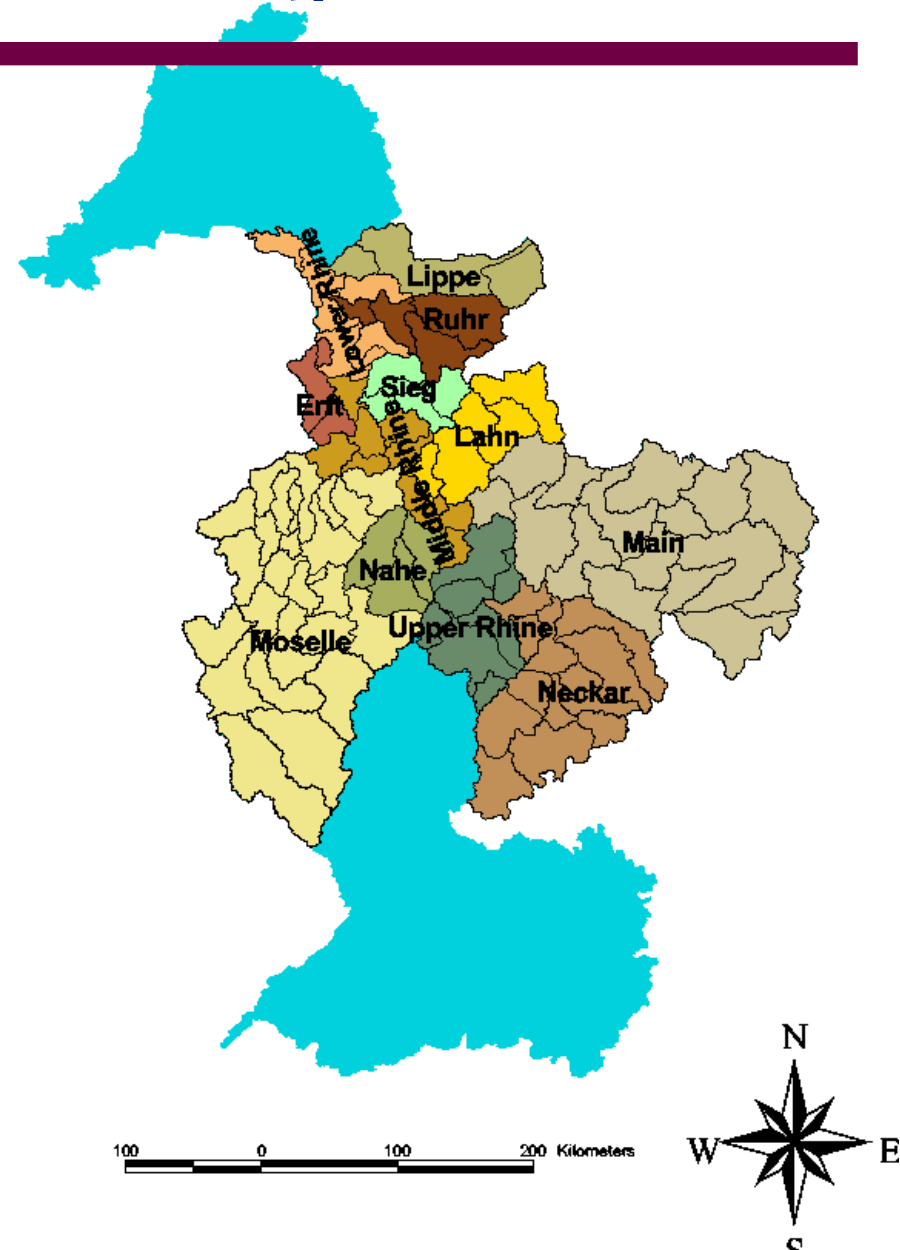 Lower Rhine
Lippe
Ruhr
Sieg
Erft
Lahn
Middle Rhine
Main
Nahe
Upper Rhine
Moselle
Neckar
N
100 0 100 200 Kilometers
W E
S